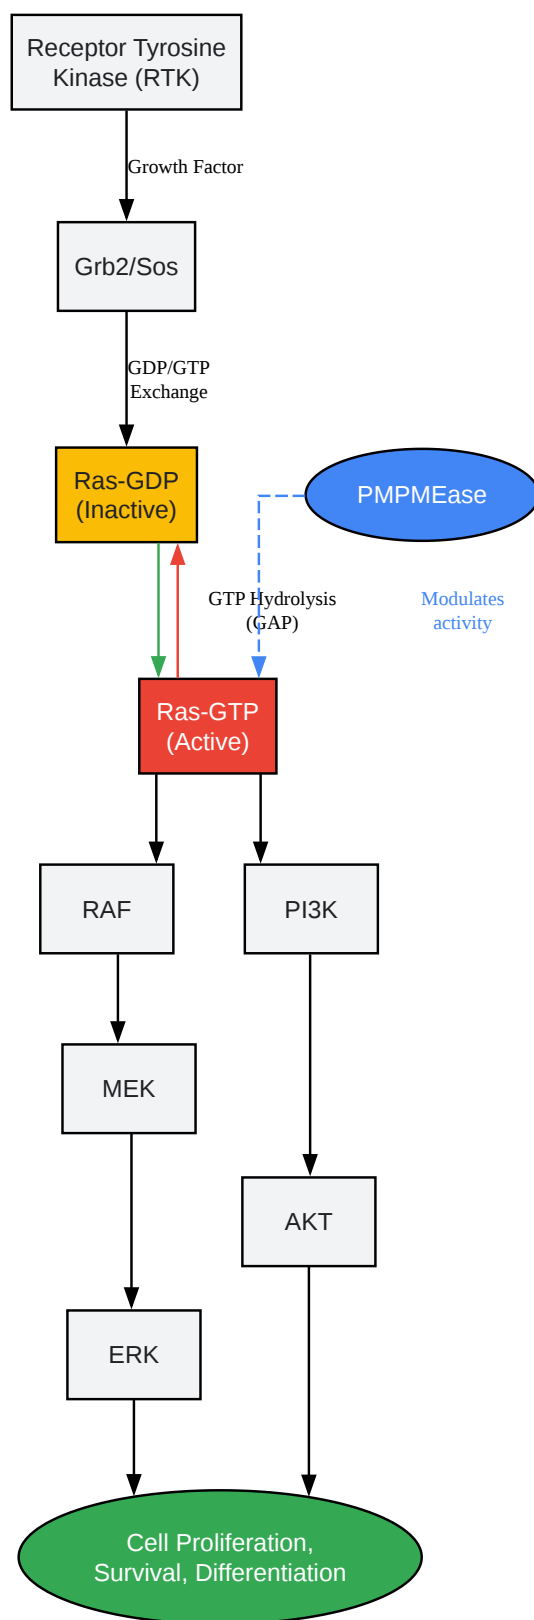 Receptor Tyrosine
Kinase (RTK)
Growth Factor
Grb2/Sos
GDP/GTP
Exchange
Ras-GDP
(Inactive)
PMPMEase
GTP Hydrolysis
(GAP)
Modulates
activity
Ras-GTP
(Active)
RAF
PI3K
MEK
AKT
ERK
Cell Proliferation,
Survival, Differentiation